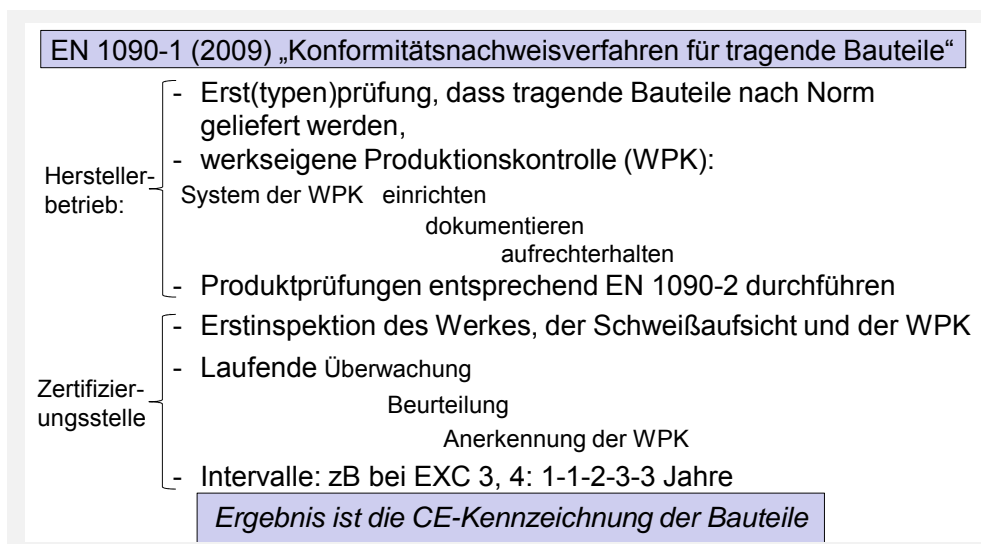 EN 1090-1 (2009) „Konformitätsnachweisverfahren für tragende Bauteile“
Hersteller-
betrieb:
- Erst(typen)prüfung, dass tragende Bauteile nach Norm
geliefert werden,
- werkseigene Produktionskontrolle (WPK):
System der WPK einrichten
dokumentieren
aufrechterhalten
- Produktprüfungen entsprechend EN 1090-2 durchführen
Zertifizier-
ungsstelle
- Erstinspektion des Werkes, der Schweißaufsicht und der WPK
- Laufende Überwachung
Beurteilung
Anerkennung der WPK
- Intervalle: zB bei EXC 3, 4: 1-1-2-3-3 Jahre
Ergebnis ist die CE-Kennzeichnung der Bauteile